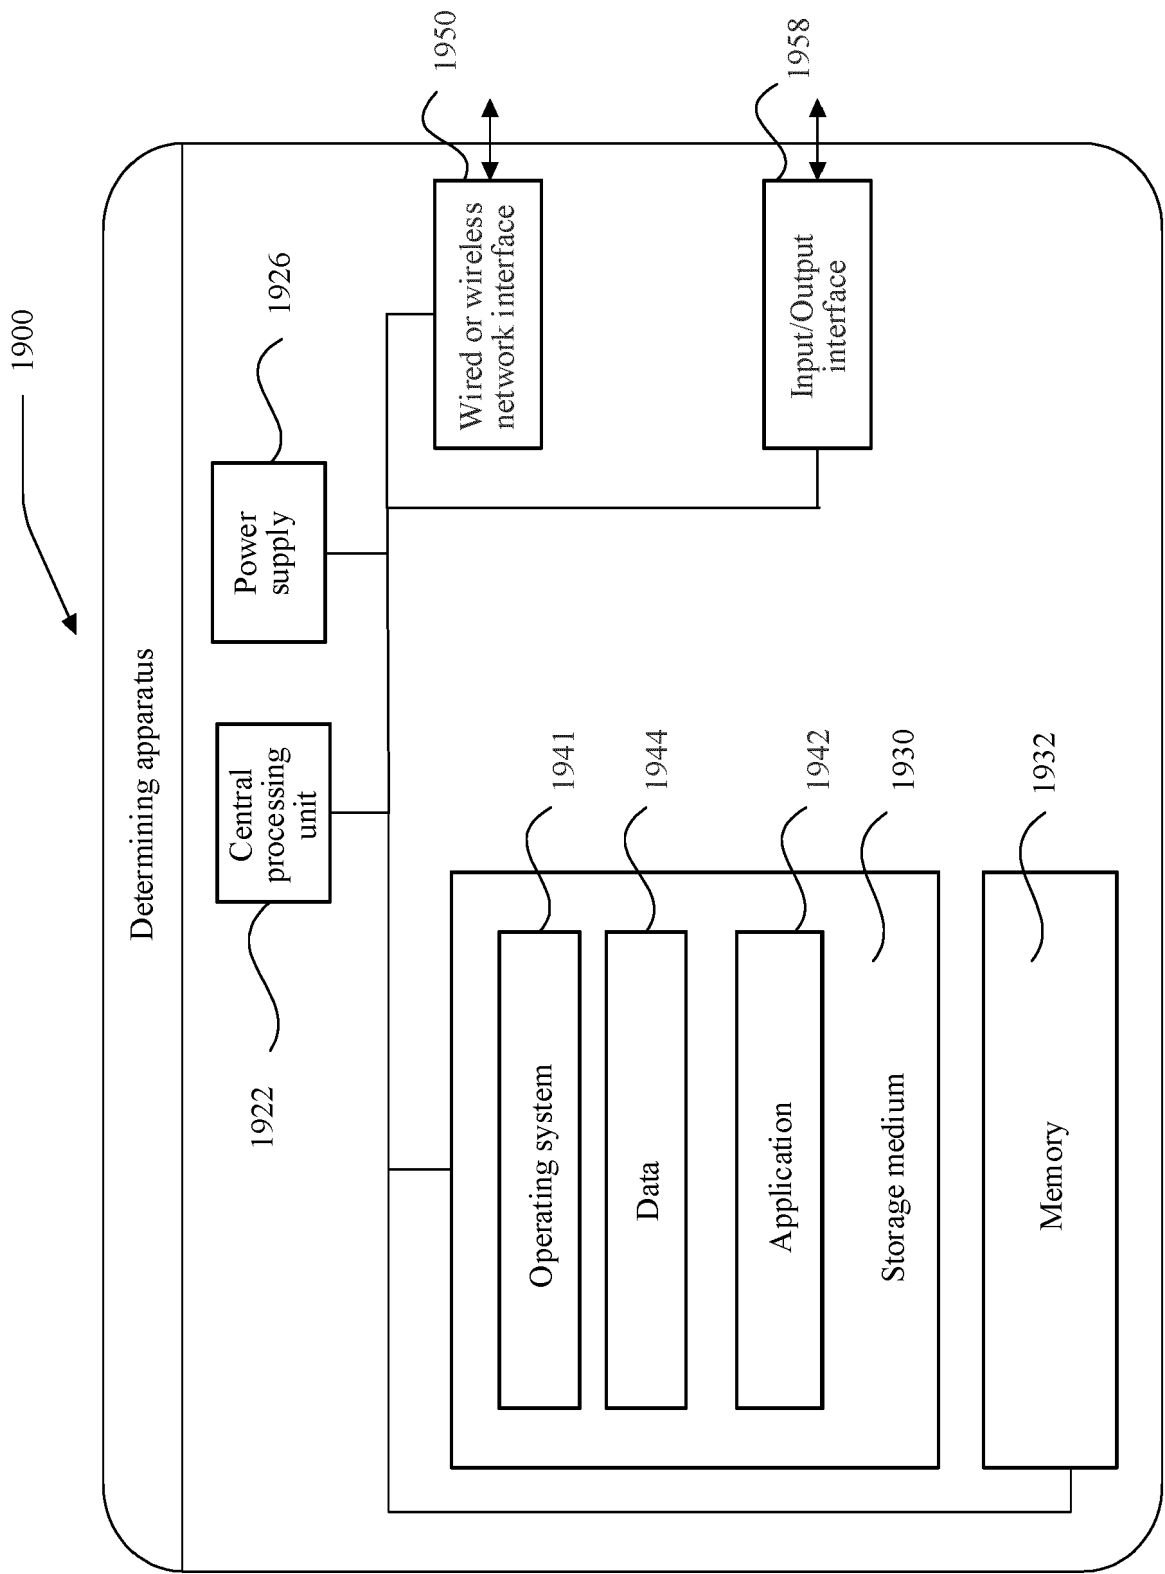 1900
Determining apparatus
1922
Central
processing
unit
Power
supply
1926
1950
Wired or wireless
network interface
1958
Input/Output
interface
Operating system
1941
Data
1944
Application
1942
Storage medium
1930
Memory
1932